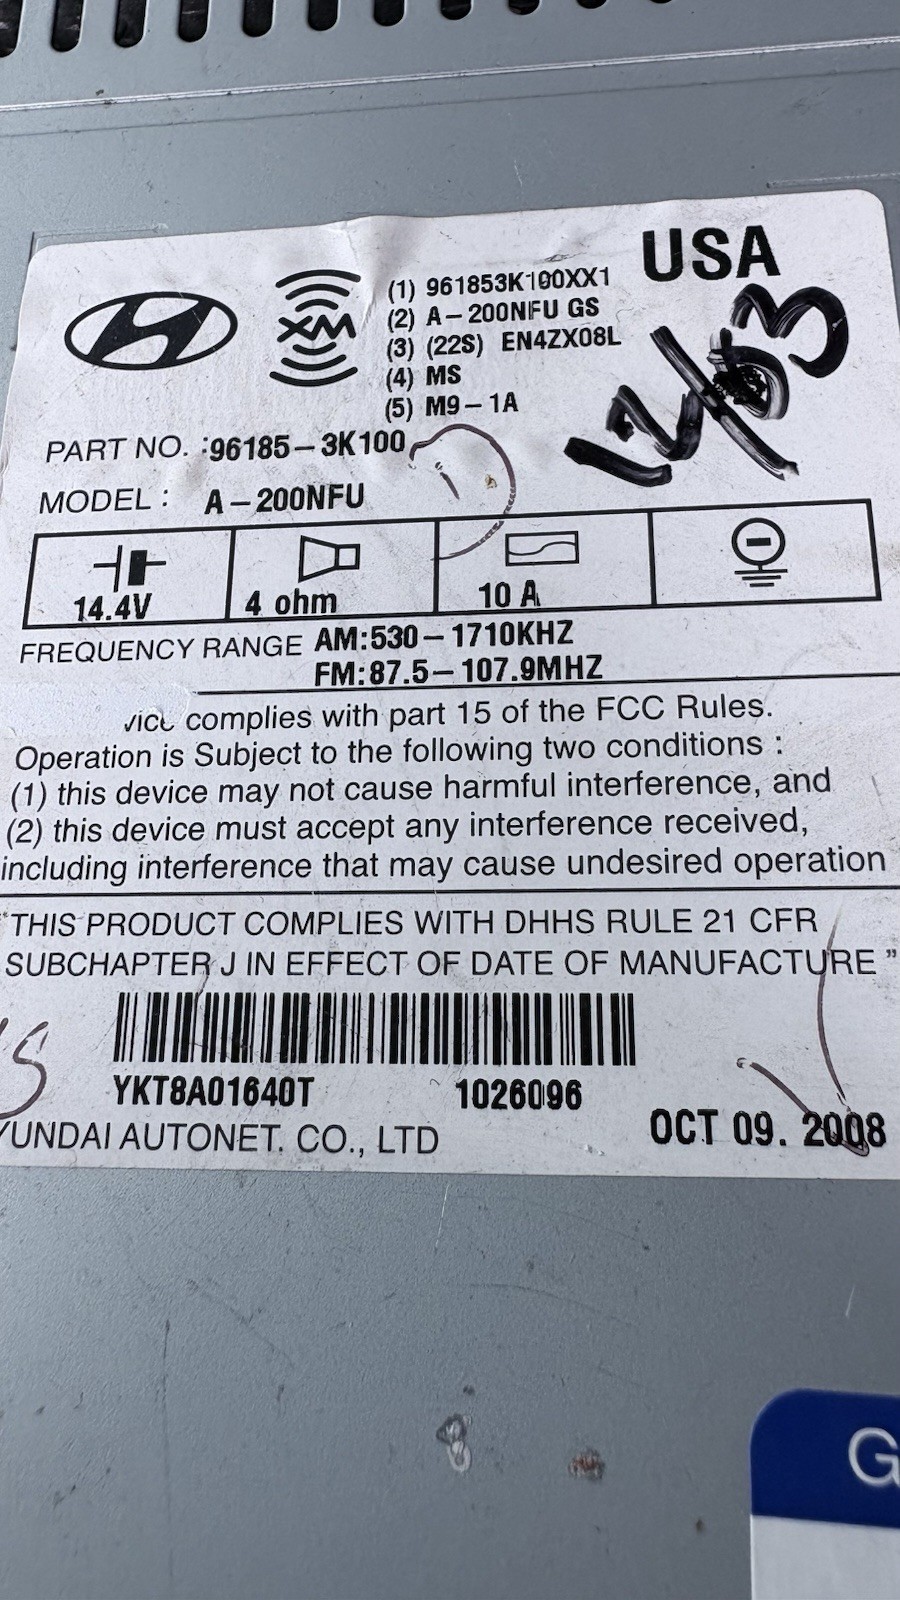 USA
(1) 961853K100XX1
(2) A-200NFU GS
(3) (22S) EN4ZX08L
(4) MS
(5) M9-1A
XM
12/03
PART NO. :96185-3K100
MODEL : A-200NFU
14.4V 4 ohm 10 A
FREQUENCY RANGE AM:530-1710KHZ
FM:87.5-107.9MHZ
vice complies with part 15 of the FCC Rules.
Operation is Subject to the following two conditions :
(1) this device may not cause harmful interference, and
(2) this device must accept any interference received,
including interference that may cause undesired operation
"THIS PRODUCT COMPLIES WITH DHHS RULE 21 CFR
SUBCHAPTER J IN EFFECT OF DATE OF MANUFACTURE"
YKT8A01640T 1026096
YUNDAI AUTONET. CO., LTD OCT 09. 2008
G